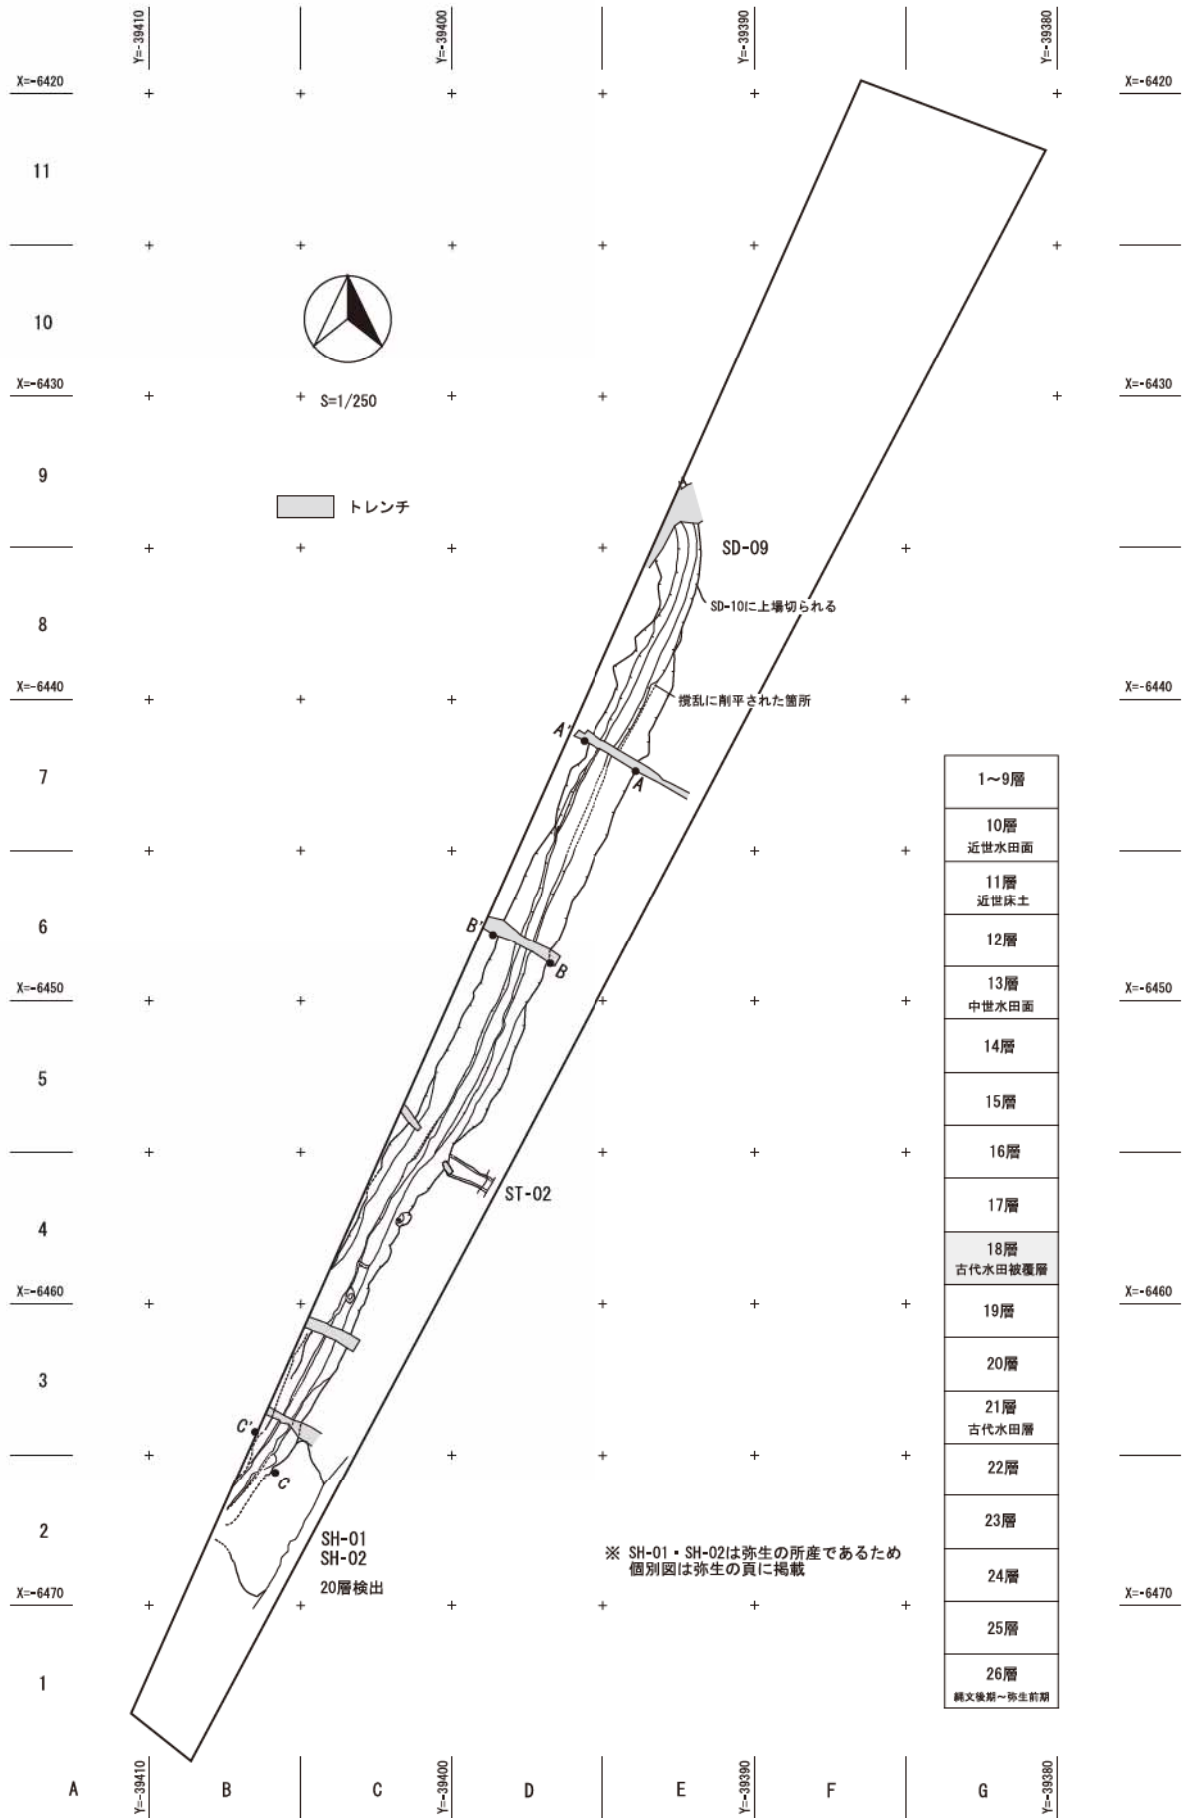 Y=-39410
Y=-39400
Y=-39390
Y=-39380
X=-6420
X=-6420
11
10
X=-6430
X=-6430
S=1/250
9
トレンチ
SD-09
SD-10に上場切られる
8
X=-6440
X=-6440
攪乱に削平された箇所
A'
A
7
1～9層
10層
近世水田面
11層
近世床土
B'
B
6
12層
X=-6450
13層
中世水田面
X=-6450
14層
5
15層
16層
17層
ST-02
4
18層
古代水田被覆層
X=-6460
X=-6460
19層
20層
3
21層
古代水田層
C'
C
22層
23層
2
SH-01
SH-02
20層検出
※ SH-01・SH-02は弥生の所産であるため
個別図は弥生の頁に掲載
24層
X=-6470
X=-6470
25層
1
26層
縄文後期～弥生前期
A
Y=-39410
B
C
Y=-39400
D
E
Y=-39390
F
G
Y=-39380